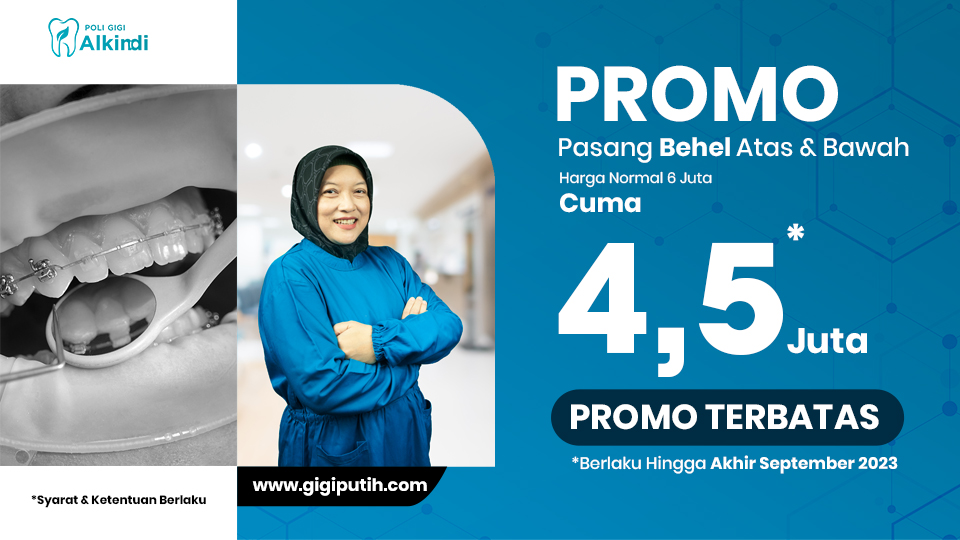 POLI GIGI
Alkindi
PROMO
Pasang Behel Atas & Bawah
Harga Normal 6 Juta
Cuma
4,5*
Juta
PROMO TERBATAS
*Berlaku Hingga Akhir September 2023
www.gigiputih.com
*Syarat & Ketentuan Berlaku